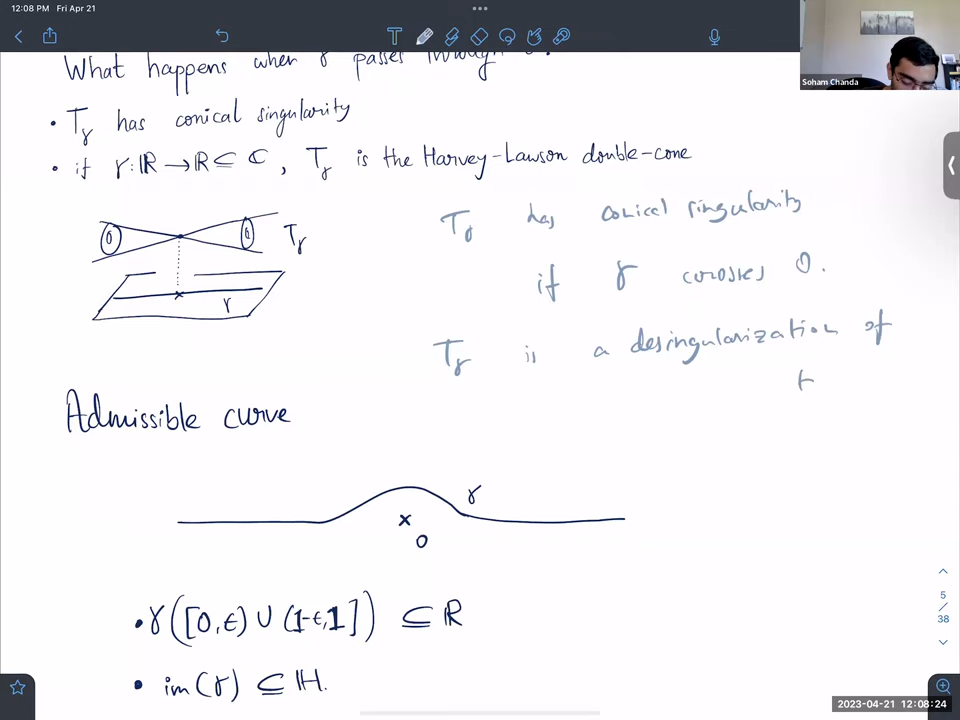 12:08 PM Fri Apr 21
Soham Chanda
What happens when γ passes through
• T_γ has conical singularity
• if γ: ℝ → ℝ ⊆ ℂ, T_γ is the Harvey-Lawson double-cone
T_γ
γ
T_γ has conical singularity
if γ crosses 0.
T_γ is a desingularization of
Admissible curve
γ
x
0
• γ([0,ε) ∪ (1-ε,1]) ⊆ ℝ
• im(γ) ⊆ ℍ.
5
/
38
2023-04-21 12:08:24